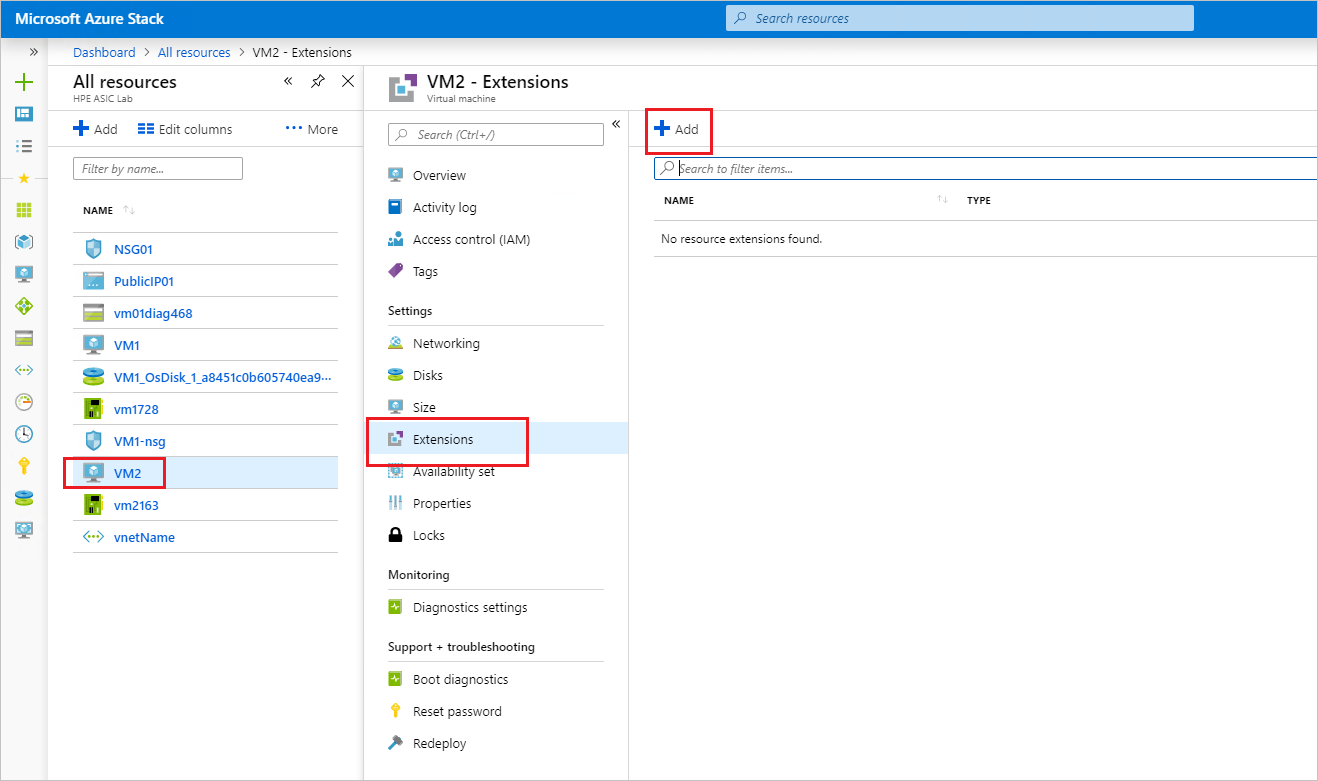 Microsoft Azure Stack
Search resources
Dashboard > All resources > VM2 - Extensions
All resources
HPE ASIC Lab
Add
Edit columns
More
Filter by name...
NAME
NSG01
PublicIP01
vm01diag468
VM1
VM1_OsDisk_1_a8451c0b605740ea9...
vm1728
VM1-nsg
VM2
vm2163
vnetName
VM2 - Extensions
Virtual machine
Search (Ctrl+/)
Overview
Activity log
Access control (IAM)
Tags
Settings
Networking
Disks
Size
Extensions
Availability set
Properties
Locks
Monitoring
Diagnostics settings
Support + troubleshooting
Boot diagnostics
Reset password
Redeploy
Add
Search to filter items...
NAME
TYPE
No resource extensions found.